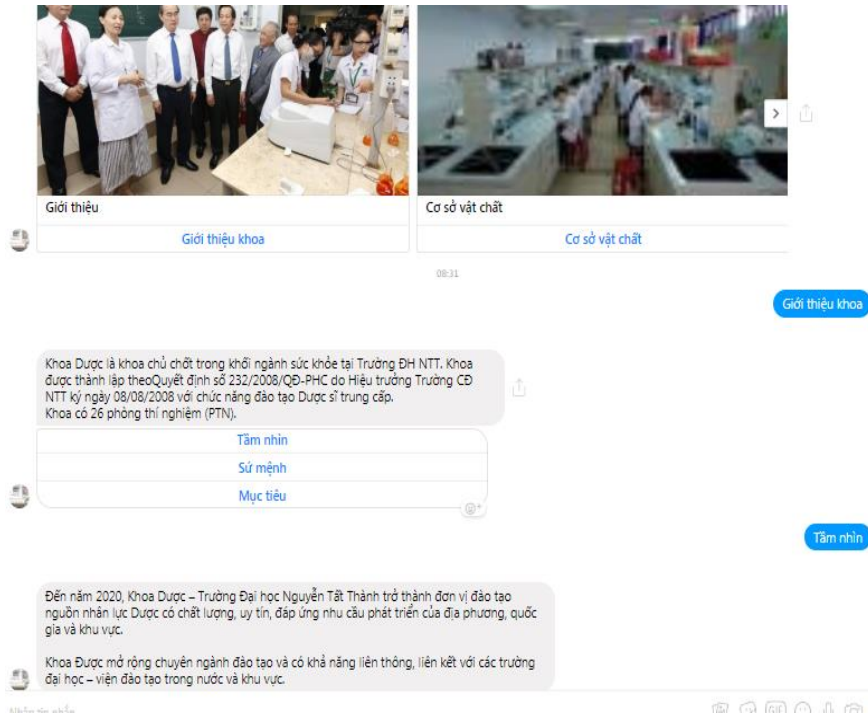 Giới thiệu
Giới thiệu khoa
Cơ sở vật chất
Cơ sở vật chất
08:31
Giới thiệu khoa
Khoa Dược là khoa chủ chốt trong khối ngành sức khỏe tại Trường ĐH NTT. Khoa
được thành lập theoQuyết định số 232/2008/QĐ-PHC do Hiệu trưởng Trường CĐ
NTT ký ngày 08/08/2008 với chức năng đào tạo Dược sĩ trung cấp.
Khoa có 26 phòng thí nghiệm (PTN).
Tầm nhìn
Sứ mệnh
Mục tiêu
Tầm nhìn
Đến năm 2020, Khoa Dược – Trường Đại học Nguyễn Tất Thành trở thành đơn vị đào tạo
nguồn nhân lực Dược có chất lượng, uy tín, đáp ứng nhu cầu phát triển của địa phương, quốc
gia và khu vực.
Khoa Được mở rộng chuyên ngành đào tạo và có khả năng liên thông, liên kết với các trường
đại học – viện đào tạo trong nước và khu vực.
GIF